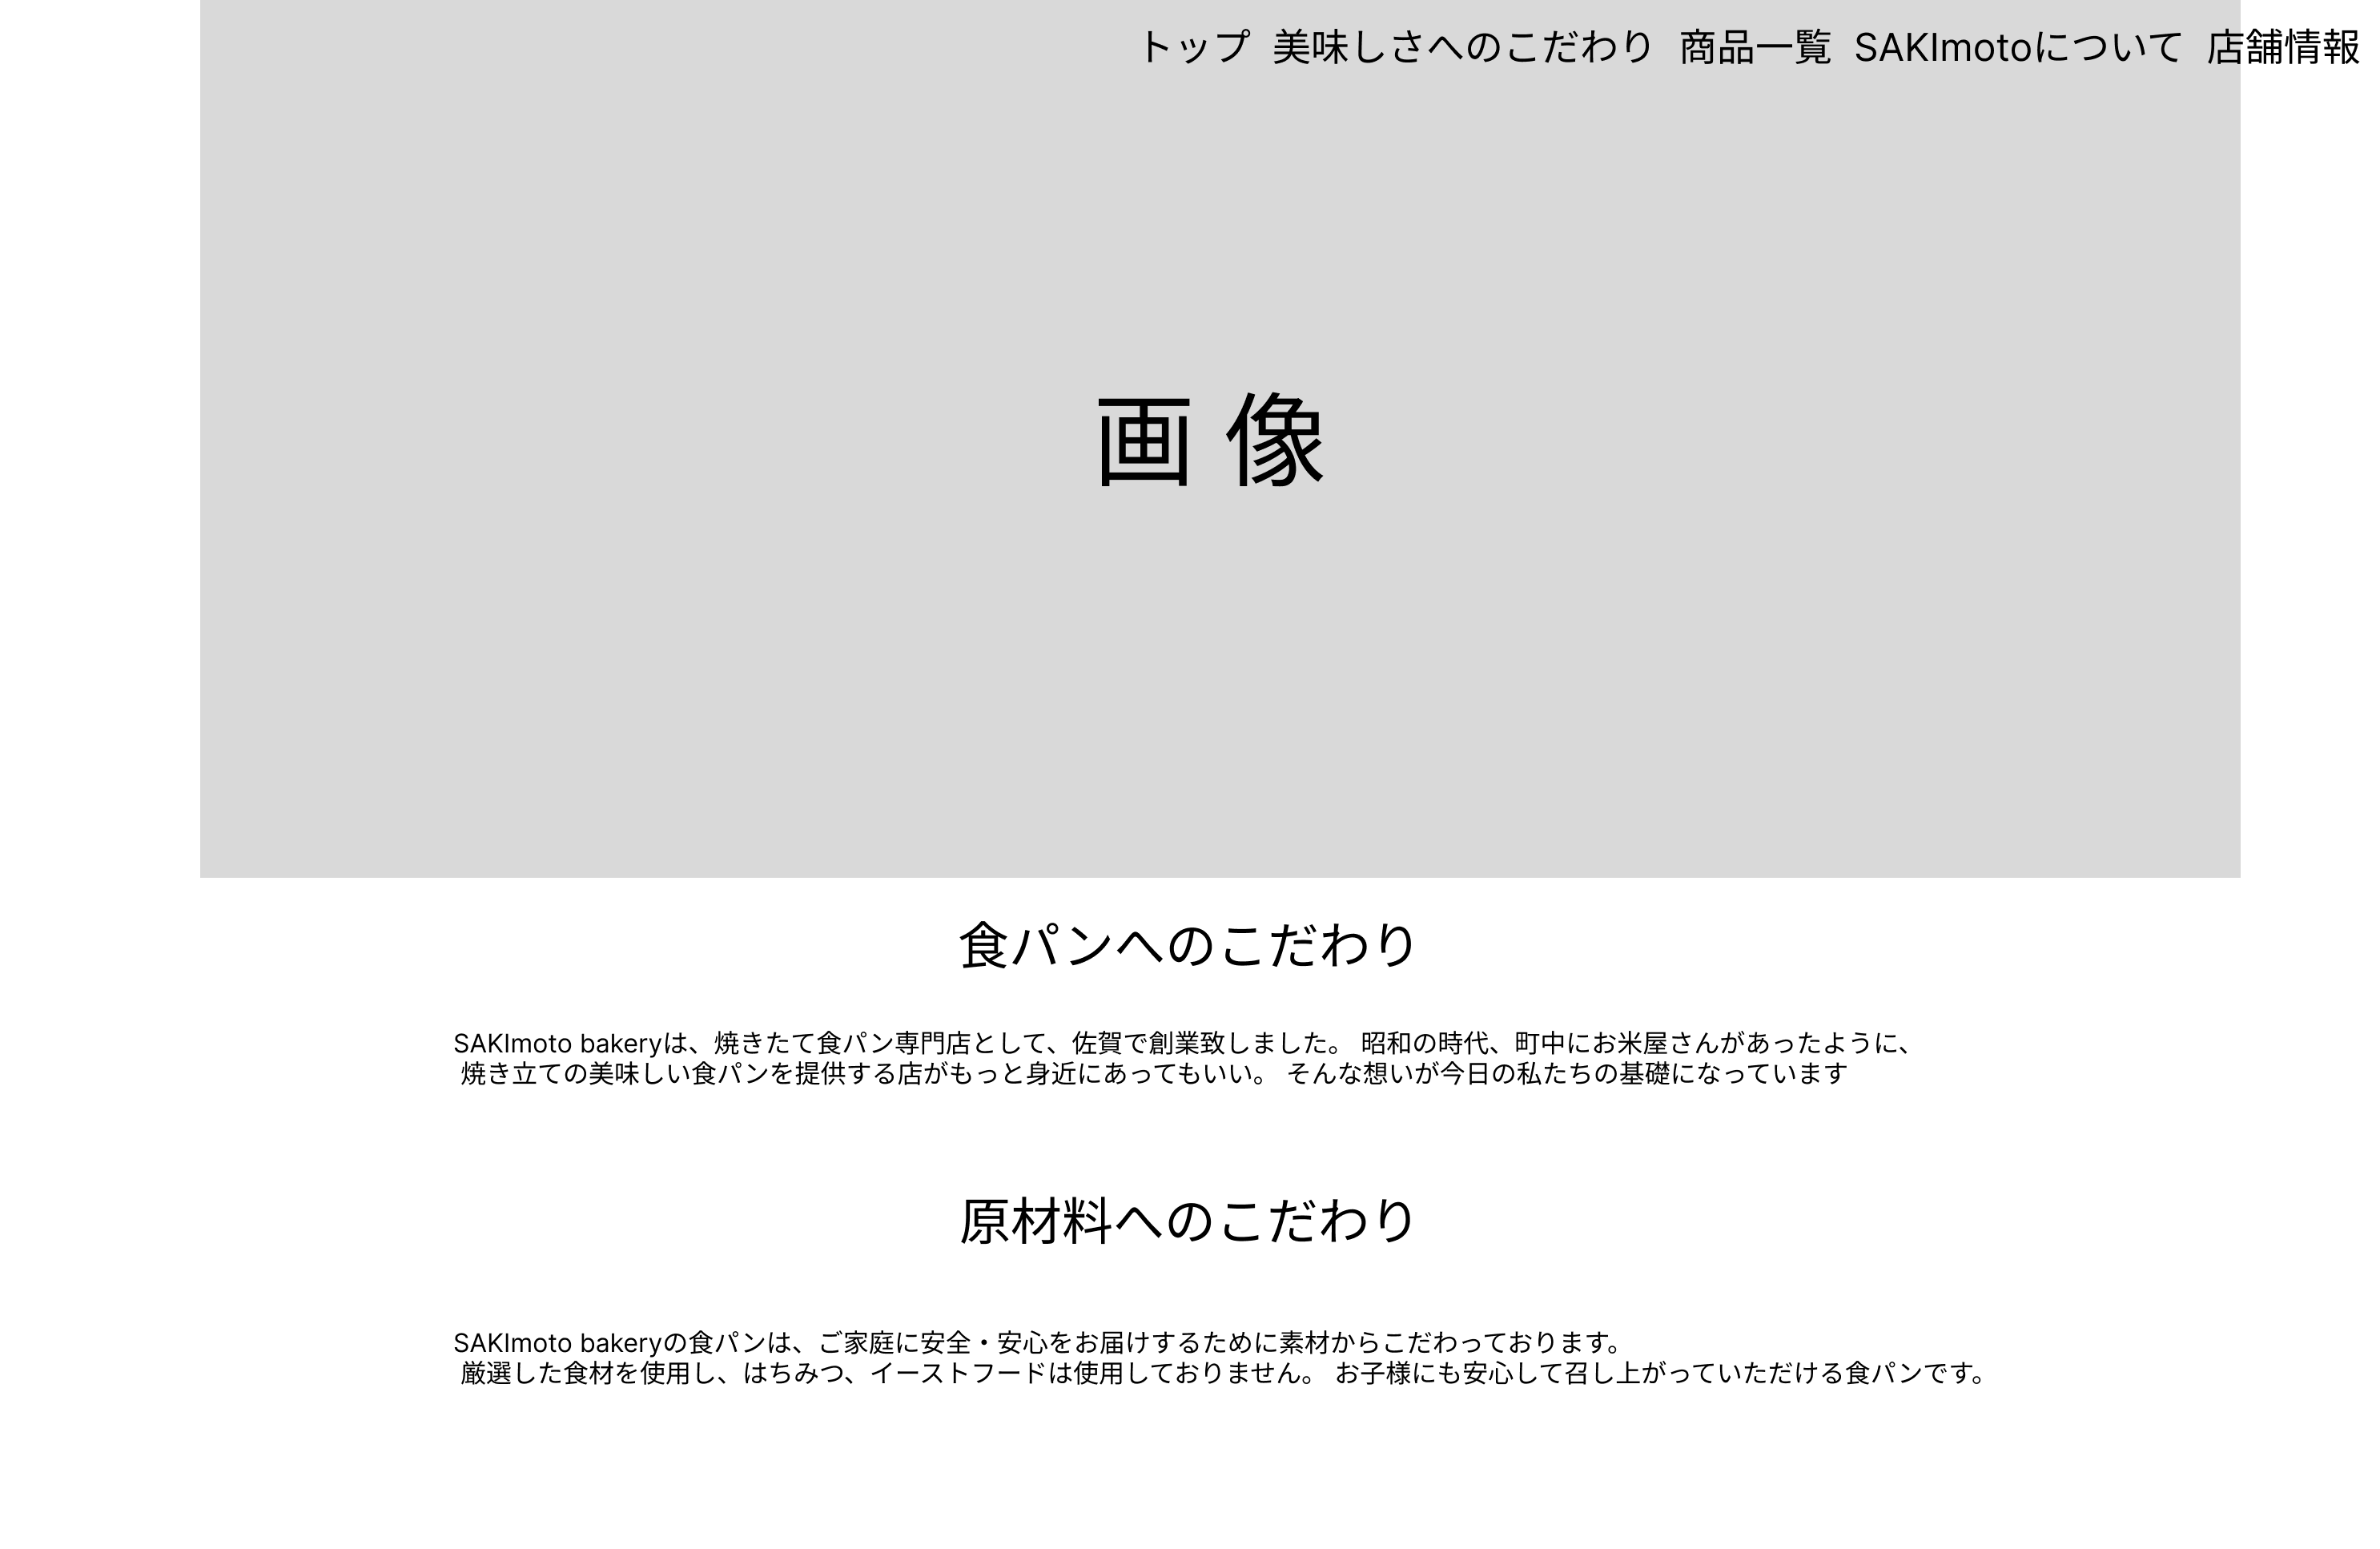 トップ 美味しさへのこだわり 商品一覧 SAKImotoについて 店舗情報
画像
食パンへのこだわり
SAKImoto bakeryは、焼きたて食パン専門店として、佐賀で創業致しました。 昭和の時代、町中にお米屋さんがあったように、
焼き立ての美味しい食パンを提供する店がもっと身近にあってもいい。 そんな想いが今日の私たちの基礎になっています
原材料へのこだわり
SAKImoto bakeryの食パンは、ご家庭に安全・安心をお届けするために素材からこだわっております。
厳選した食材を使用し、はちみつ、イーストフードは使用しておりません。 お子様にも安心して召し上がっていただける食パンです。